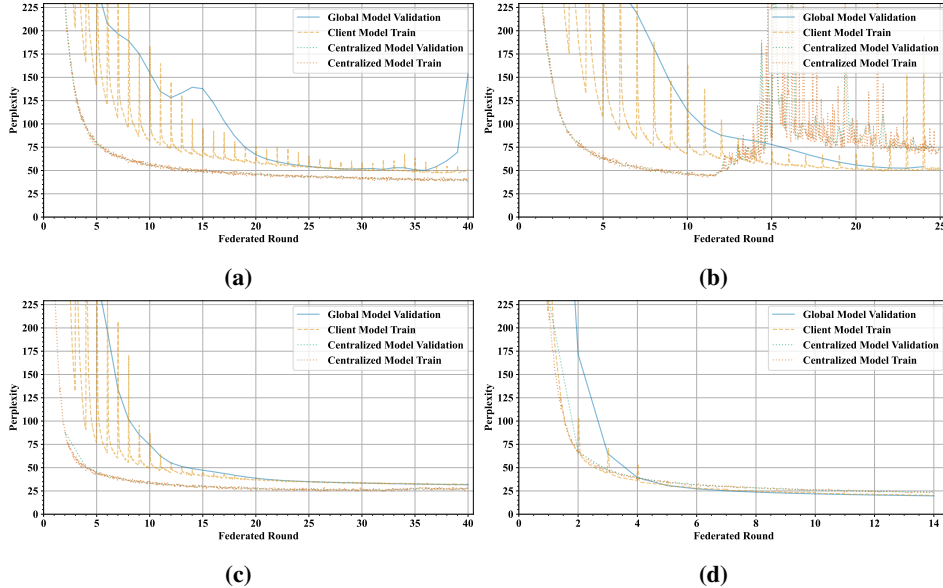 225
200
175
150
125
100
75
50
25
0
Perplexity
0 5 10 15 20 25 30 35 40
Federated Round
Global Model Validation
Client Model Train
Centralized Model Validation
Centralized Model Train
(a)
225
200
175
150
125
100
75
50
25
0
Perplexity
0 5 10 15 20 25
Federated Round
Global Model Validation
Client Model Train
Centralized Model Validation
Centralized Model Train
(b)
225
200
175
150
125
100
75
50
25
0
Perplexity
0 5 10 15 20 25 30 35 40
Federated Round
Global Model Validation
Client Model Train
Centralized Model Validation
Centralized Model Train
(c)
225
200
175
150
125
100
75
50
25
0
Perplexity
0 2 4 6 8 10 12 14
Federated Round
Global Model Validation
Client Model Train
Centralized Model Validation
Centralized Model Train
(d)